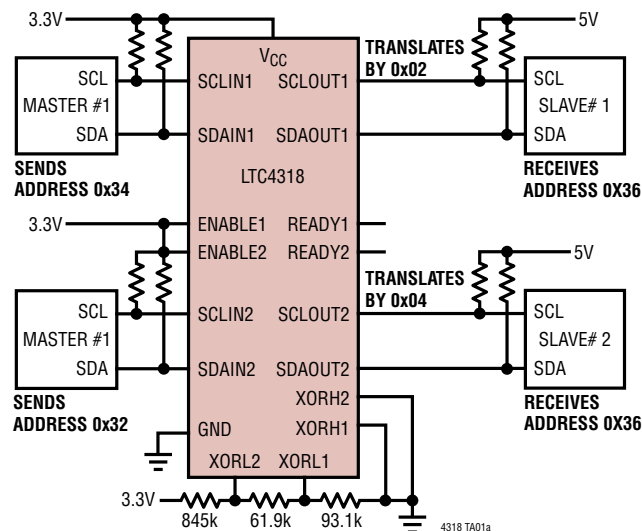 3.3V
5V
VCC
TRANSLATES
BY 0x02
SCL
SCLIN1
SCLOUT1
SCL
MASTER #1
SLAVE# 1
SDA
SDAIN1
SDAOUT1
SDA
SENDS
ADDRESS 0x34
LTC4318
RECEIVES
ADDRESS 0X36
3.3V
ENABLE1
READY1
ENABLE2
READY2
5V
TRANSLATES
BY 0x04
SCL
SCLIN2
SCLOUT2
SCL
MASTER #1
SLAVE# 2
SDA
SDAIN2
SDAOUT2
SDA
SENDS
ADDRESS 0x32
XORH2
RECEIVES
ADDRESS 0X36
GND
XORH1
XORL2
XORL1
3.3V
845k
61.9k
93.1k
4318 TA01a